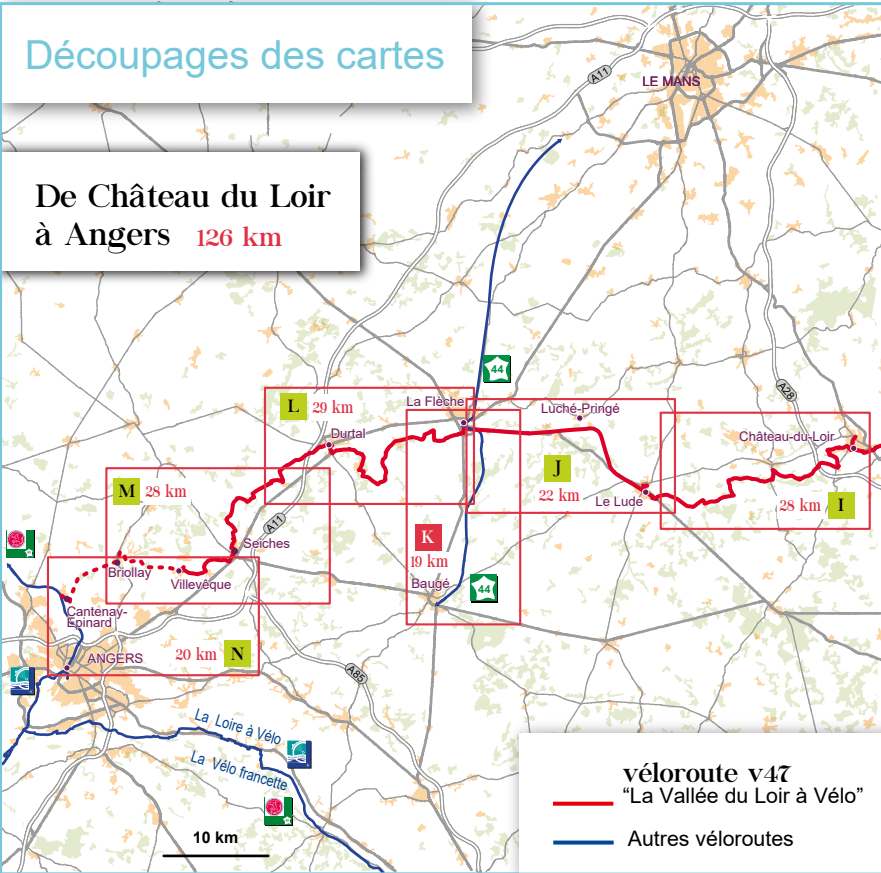 Découpages des cartes
De Château du Loir
à Angers 126 km
A11
LE MANS
44
A28
L 29 km
La Flèche
Luché-Pringé
Durtal
Château-du-Loir
J
22 km
Le Lude
28 km I
M 28 km
A11
K
19 km
Seiches
Briollay
Villevêque
Baugé
44
Cantenay-
Epinard
ANGERS
20 km N
A85
La Loire à Vélo
La Vélo francette
10 km
véloroute v47
“La Vallée du Loir à Vélo”
Autres véloroutes